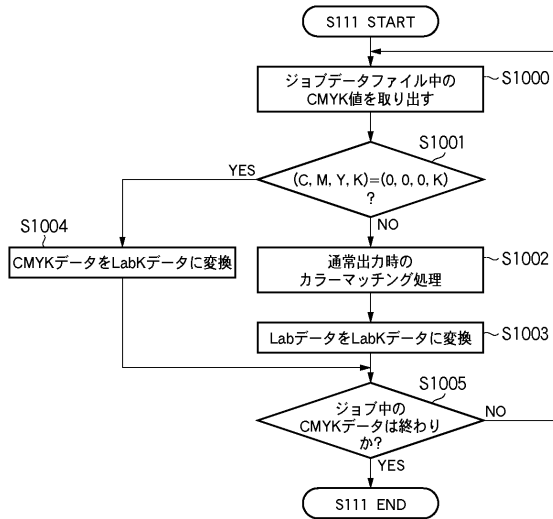 S111 START
ジョブデータファイル中の
CMYK値を取り出す
S1000
S1001
(C, M, Y, K)=(0, 0, 0, K)
?
YES
NO
S1004
CMYKデータをLabKデータに変換
通常出力時の
カラーマッチング処理
S1002
LabデータをLabKデータに変換
S1003
S1005
ジョブ中の
CMYKデータは終わり
か?
NO
YES
S111 END